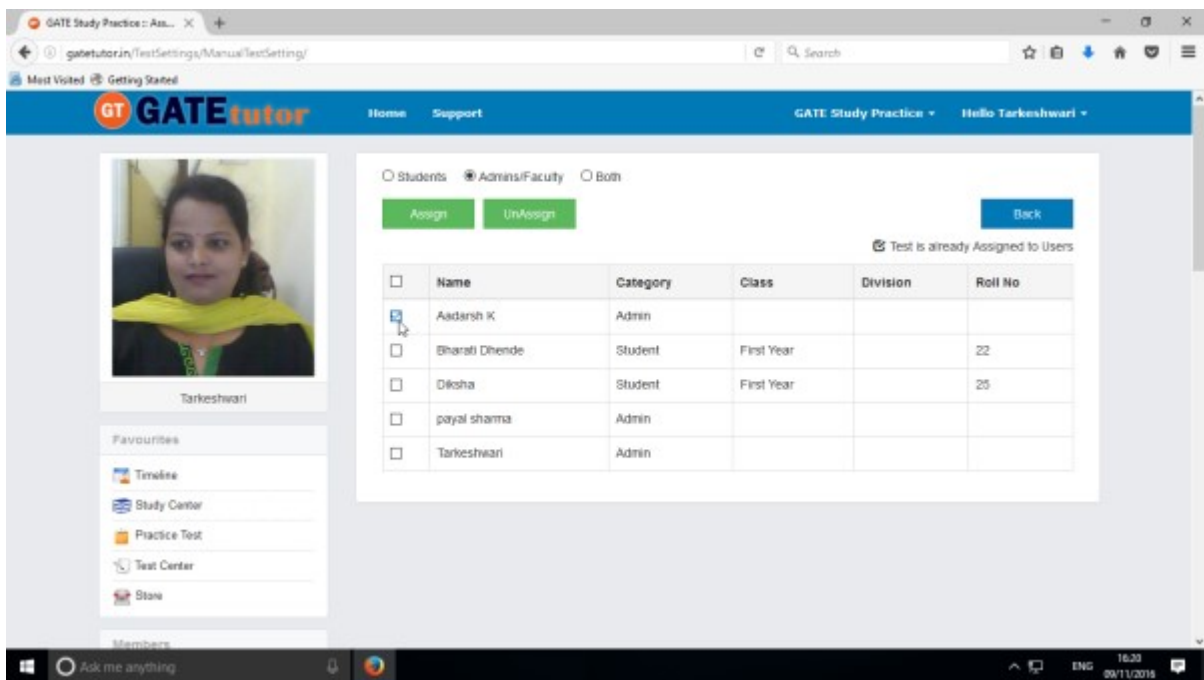 GATE Study Practice :: Ass...
gatetutor.in/TestSettings/ManualTestSetting/
Search
Most Visited Getting Started
GT GATEtutor Home Support GATE Study Practice Hello Tarkeshwari
Students Admins/Faculty Both
Assign UnAssign Back
Test is already Assigned to Users
Name Category Class Division Roll No
Aadarsh K Admin
Bharati Dhende Student First Year 22
Diksha Student First Year 25
payal sharma Admin
Tarkeshwari Admin
Tarkeshwari
Favourites
Timeline
Study Center
Practice Test
Test Center
Store
Members
Ask me anything ENG 16:20
09/11/2016